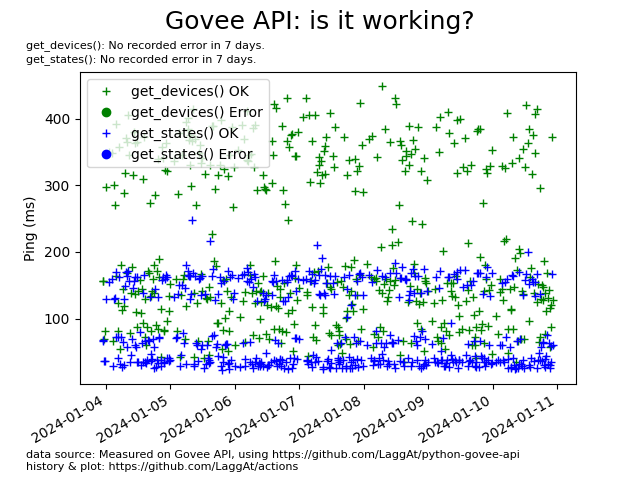 Govee API: is it working?
get_devices(): No recorded error in 7 days.
get_states(): No recorded error in 7 days.
get_devices() OK
get_devices() Error
get_states() OK
get_states() Error
400
300
200
100
Ping (ms)
2024-01-04
2024-01-05
2024-01-06
2024-01-07
2024-01-08
2024-01-09
2024-01-10
2024-01-11
data source: Measured on Govee API, using https://github.com/LaggAt/python-govee-api
history & plot: https://github.com/LaggAt/actions